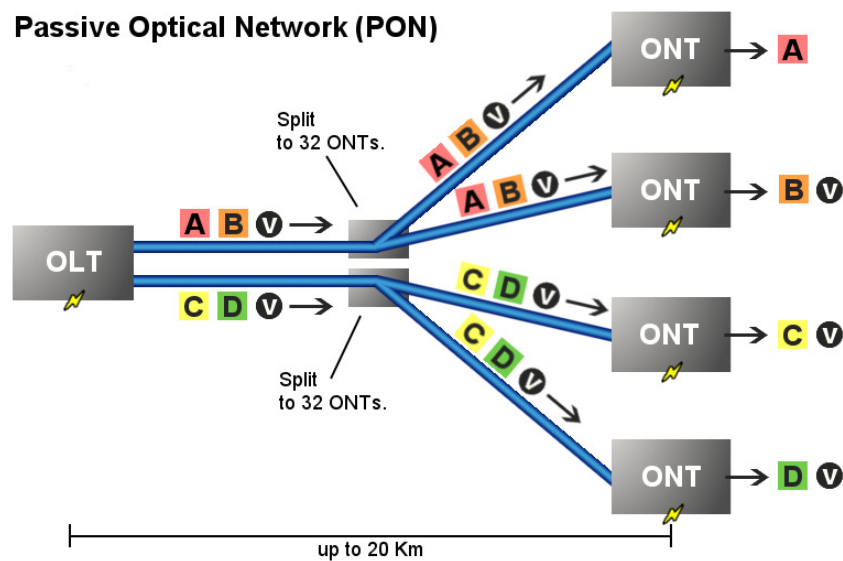 Passive Optical Network (PON)
ONT
A
Split
to 32 ONTs.
A B v
ONT
B v
A B v
A B v
OLT
C D v
C D v
ONT
C v
C D v
Split
to 32 ONTs.
ONT
D v
up to 20 Km